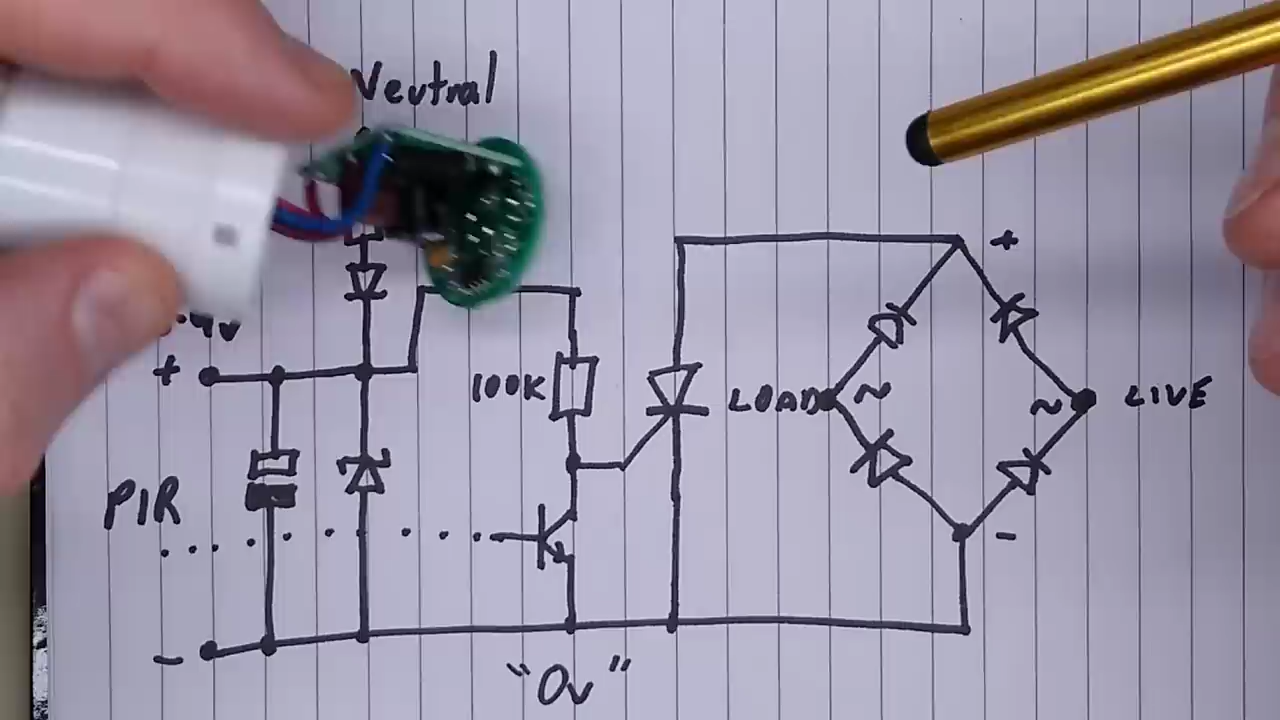 Neutral
+
+
100K
LOAD
~
~
LIVE
PIR
-
-
"0v"